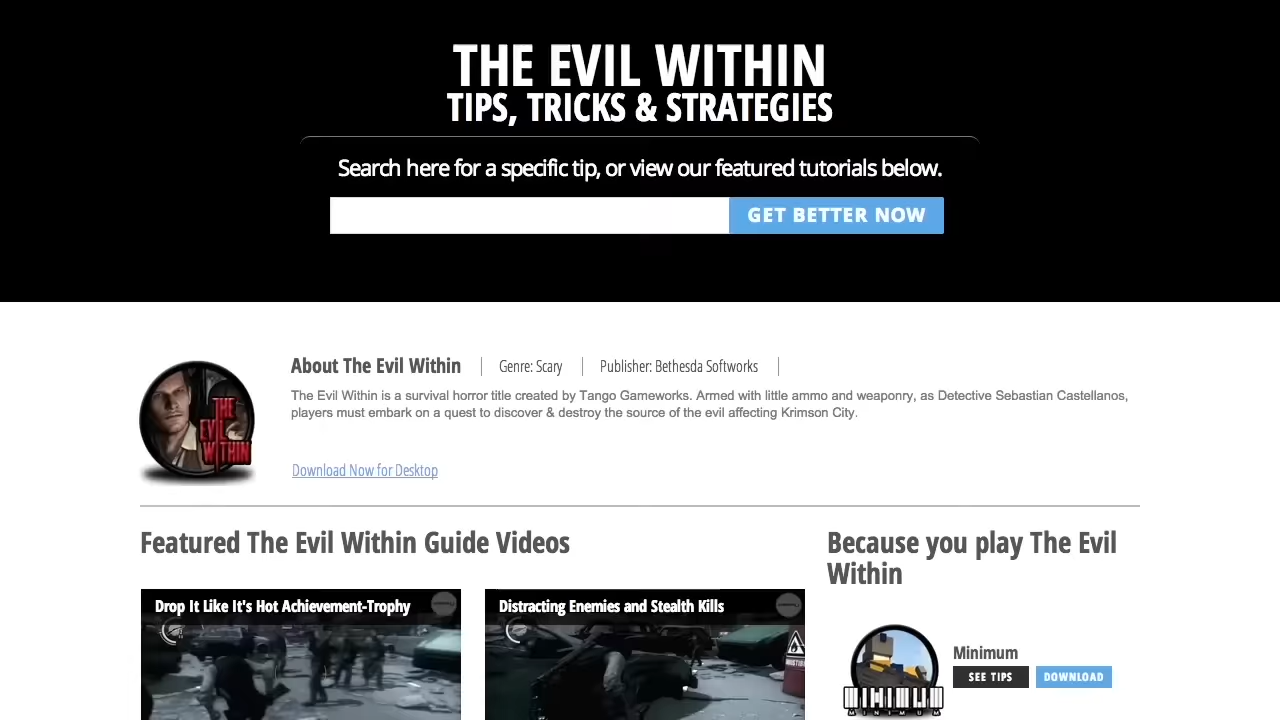 THE EVIL WITHIN
TIPS, TRICKS & STRATEGIES
Search here for a specific tip, or view our featured tutorials below.
GET BETTER NOW
About The Evil Within
Genre: Scary
Publisher: Bethesda Softworks
The Evil Within is a survival horror title created by Tango Gameworks. Armed with little ammo and weaponry, as Detective Sebastian Castellanos,
players must embark on a quest to discover & destroy the source of the evil affecting Krimson City.
THE
EVIL
WITHIN
Download Now for Desktop
Featured The Evil Within Guide Videos
Because you play The Evil
Within
Drop It Like It's Hot Achievement-Trophy
Distracting Enemies and Stealth Kills
Minimum
SEE TIPS
DOWNLOAD
MINIMUM
MINIMUM